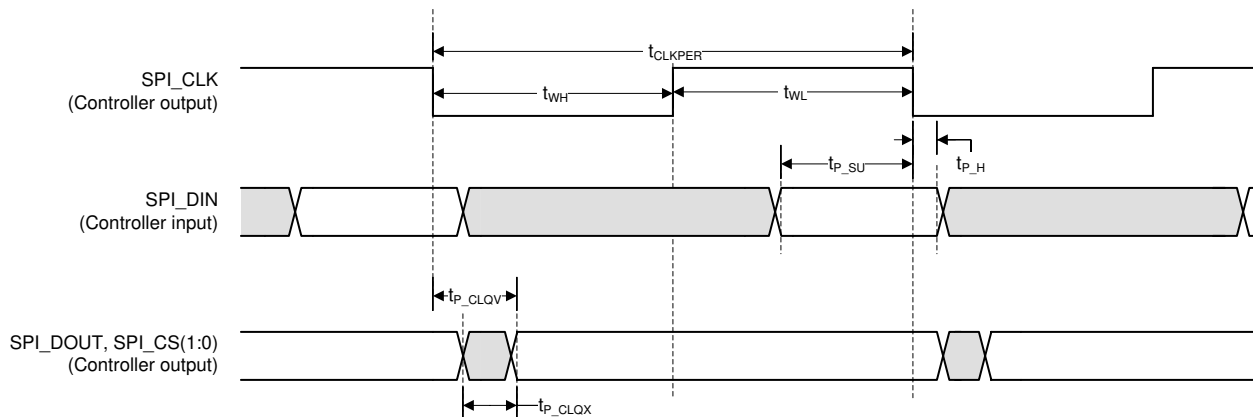 tCLKPER
SPI_CLK
(Controller output)
tWH
tWL
tP_SU
tP_H
SPI_DIN
(Controller input)
tP_CLQV
SPI_DOUT, SPI_CS(1:0)
(Controller output)
tP_CLQX